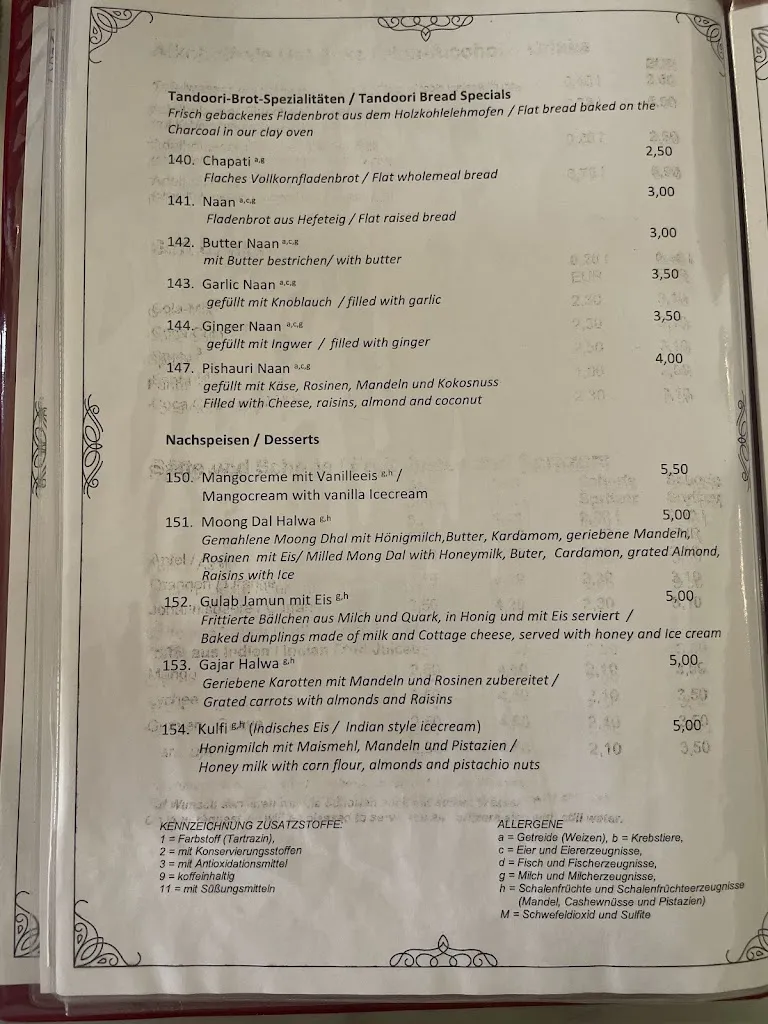 Tandoori-Brot-Spezialitäten / Tandoori Bread Specials
Frisch gebackenes Fladenbrot aus dem Holzkohlelehmofen / Flat bread baked on the
Charcoal in our clay oven
140. Chapati a,g 2,50
Flaches Vollkornfladenbrot / Flat wholemeal bread
141. Naan a,c,g 3,00
Fladenbrot aus Hefeteig / Flat raised bread
142. Butter Naan a,c,g 3,00
mit Butter bestrichen/ with butter
143. Garlic Naan a,c,g 3,50
gefüllt mit Knoblauch / filled with garlic
144. Ginger Naan a,c,g 3,50
gefüllt mit Ingwer / filled with ginger
147. Pishauri Naan a,c,g 4,00
gefüllt mit Käse, Rosinen, Mandeln und Kokosnuss
Filled with Cheese, raisins, almond and coconut
Nachspeisen / Desserts
150. Mangocreme mit Vanilleeis g,h / 5,50
Mangocream with vanilla Icecream
151. Moong Dal Halwa g,h 5,00
Gemahlene Moong Dhal mit Hönigmilch,Butter, Kardamom, geriebene Mandeln,
Rosinen mit Eis/ Milled Mong Dal with Honeymilk, Buter, Cardamon, grated Almond,
Raisins with Ice
152. Gulab Jamun mit Eis g,h 5,00
Frittierte Bällchen aus Milch und Quark, in Honig und mit Eis serviert /
Baked dumplings made of milk and Cottage cheese, served with honey and Ice cream
153. Gajar Halwa g,h 5,00
Geriebene Karotten mit Mandeln und Rosinen zubereitet /
Grated carrots with almonds and Raisins
154. Kulfi g,h (Indisches Eis / Indian style icecream) 5,00
Honigmilch mit Maismehl, Mandeln und Pistazien /
Honey milk with corn flour, almonds and pistachio nuts
KENNZEICHNUNG ZUSATZSTOFFE:
1 = Farbstoff (Tartrazin),
2 = mit Konservierungsstoffen
3 = mit Antioxidationsmittel
9 = koffeinhaltig
11 = mit Süßungsmitteln
ALLERGENE
a = Getreide (Weizen), b = Krebstiere,
c = Eier und Eiererzeugnisse,
d = Fisch und Fischerzeugnisse,
g = Milch und Milcherzeugnisse,
h = Schalenfrüchte und Schalenfrüchteerzeugnisse
(Mandel, Cashewnüsse und Pistazien)
M = Schwefeldioxid und Sulfite